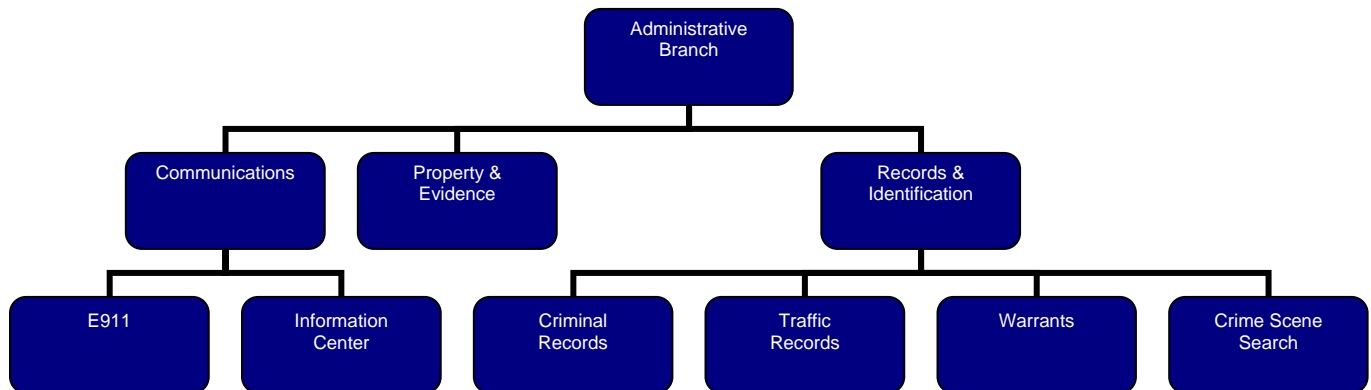 Administrative
Branch
Communications
Property &
Evidence
Records &
Identification
E911
Information
Center
Criminal
Records
Traffic
Records
Warrants
Crime Scene
Search